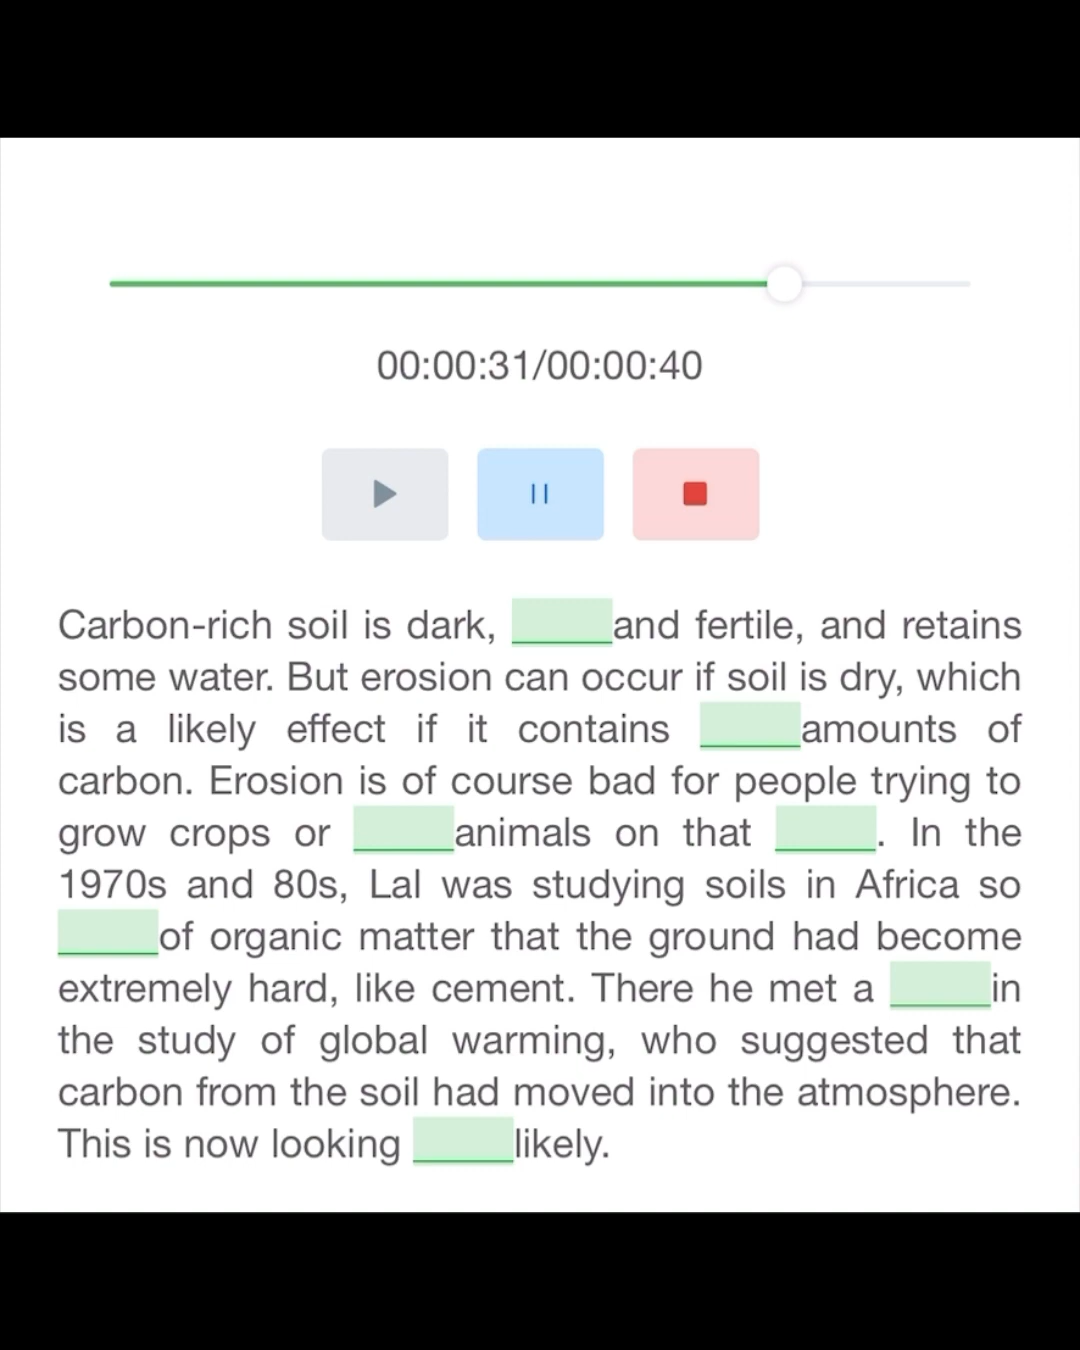 00:00:31/00:00:40
Carbon-rich soil is dark, and fertile, and retains
some water. But erosion can occur if soil is dry, which
is a likely effect if it contains amounts of
carbon. Erosion is of course bad for people trying to
grow crops or animals on that . In the
1970s and 80s, Lal was studying soils in Africa so
of organic matter that the ground had become
extremely hard, like cement. There he met a in
the study of global warming, who suggested that
carbon from the soil had moved into the atmosphere.
This is now looking likely.